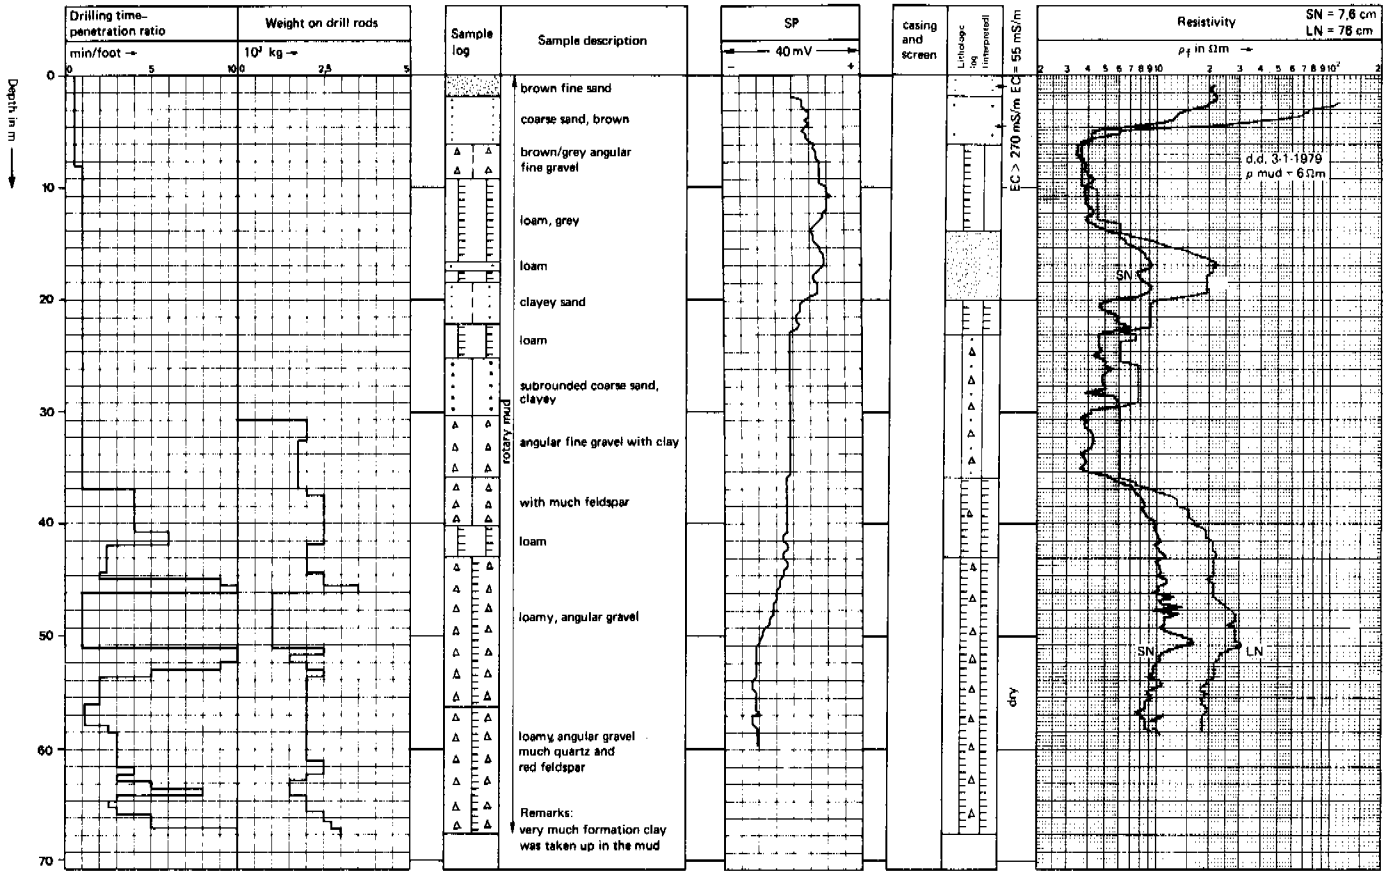 Drilling time-
penetration ratio
min/foot →
Weight on drill rods
10³ kg →
Sample
log
Sample description
SP
40 mV
−
+
casing
and
screen
Lithologic
log
(interpreted)
Resistivity
SN = 7,6 cm
LN = 76 cm
ρf in Ωm →
0
5
10
0
2,5
5
2 3 4 5 6 7 8 9 10 2 3 4 5 6 7 8 9 10² 2
Depth in m
0
10
20
30
40
50
60
70
brown fine sand
coarse sand, brown
brown/grey angular
fine gravel
loam, grey
loam
clayey sand
loam
subrounded coarse sand,
clayey
angular fine gravel with clay
with much feldspar
loam
loamy, angular gravel
loamy, angular gravel
much quartz and
red feldspar
Remarks:
very much formation clay
was taken up in the mud
rotary mud
EC = 55 mS/m
EC > 270 mS/m
dry
d.d. 3-1-1979
ρ mud = 6 Ωm
SN
SN
LN